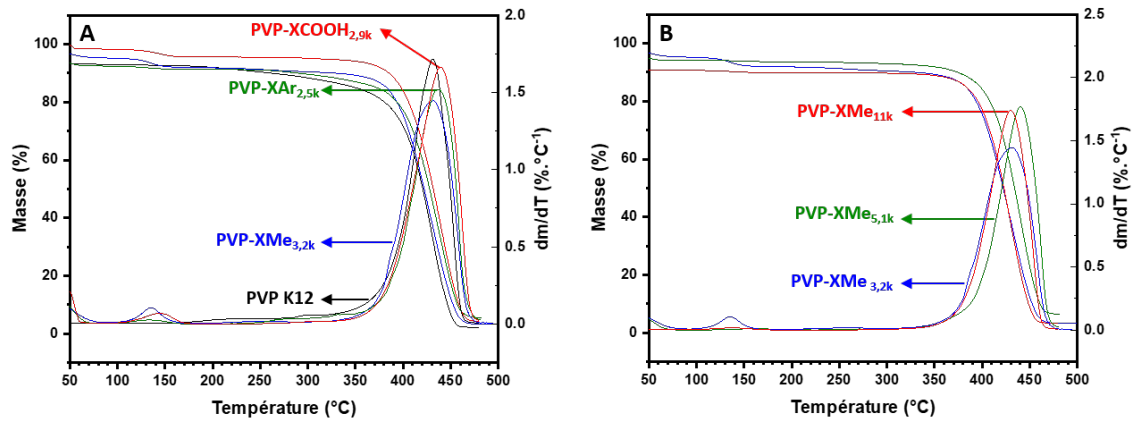 A
PVP-XCOOH2,9k
PVP-XAr2,5k
PVP-XMe3,2k
PVP K12
Masse (%)
100
80
60
40
20
0
dm/dT (%.°C-1)
2.0
1.5
1.0
0.5
0.0
50 100 150 200 250 300 350 400 450 500
Température (°C)
B
PVP-XMe11k
PVP-XMe5,1k
PVP-XMe 3,2k
Masse (%)
100
80
60
40
20
0
dm/dT (%.°C-1)
2.5
2.0
1.5
1.0
0.5
0.0
50 100 150 200 250 300 350 400 450 500
Température (°C)